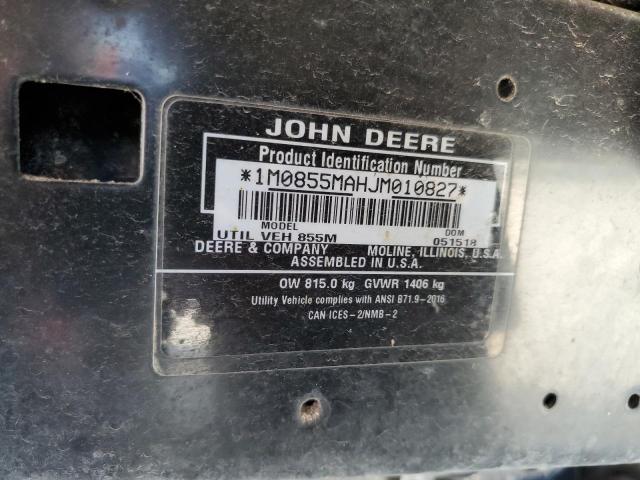 JOHN DEERE
Product Identification Number
*1M0855MAHJM010827*
MODEL DOM
UTIL VEH 855M 051518
DEERE & COMPANY MOLINE, ILLINOIS, U.S.A.
ASSEMBLED IN U.S.A.
OW 815.0 kg GVWR 1406 kg
Utility Vehicle complies with ANSI B71.9-2016
CAN ICES-2/NMB-2